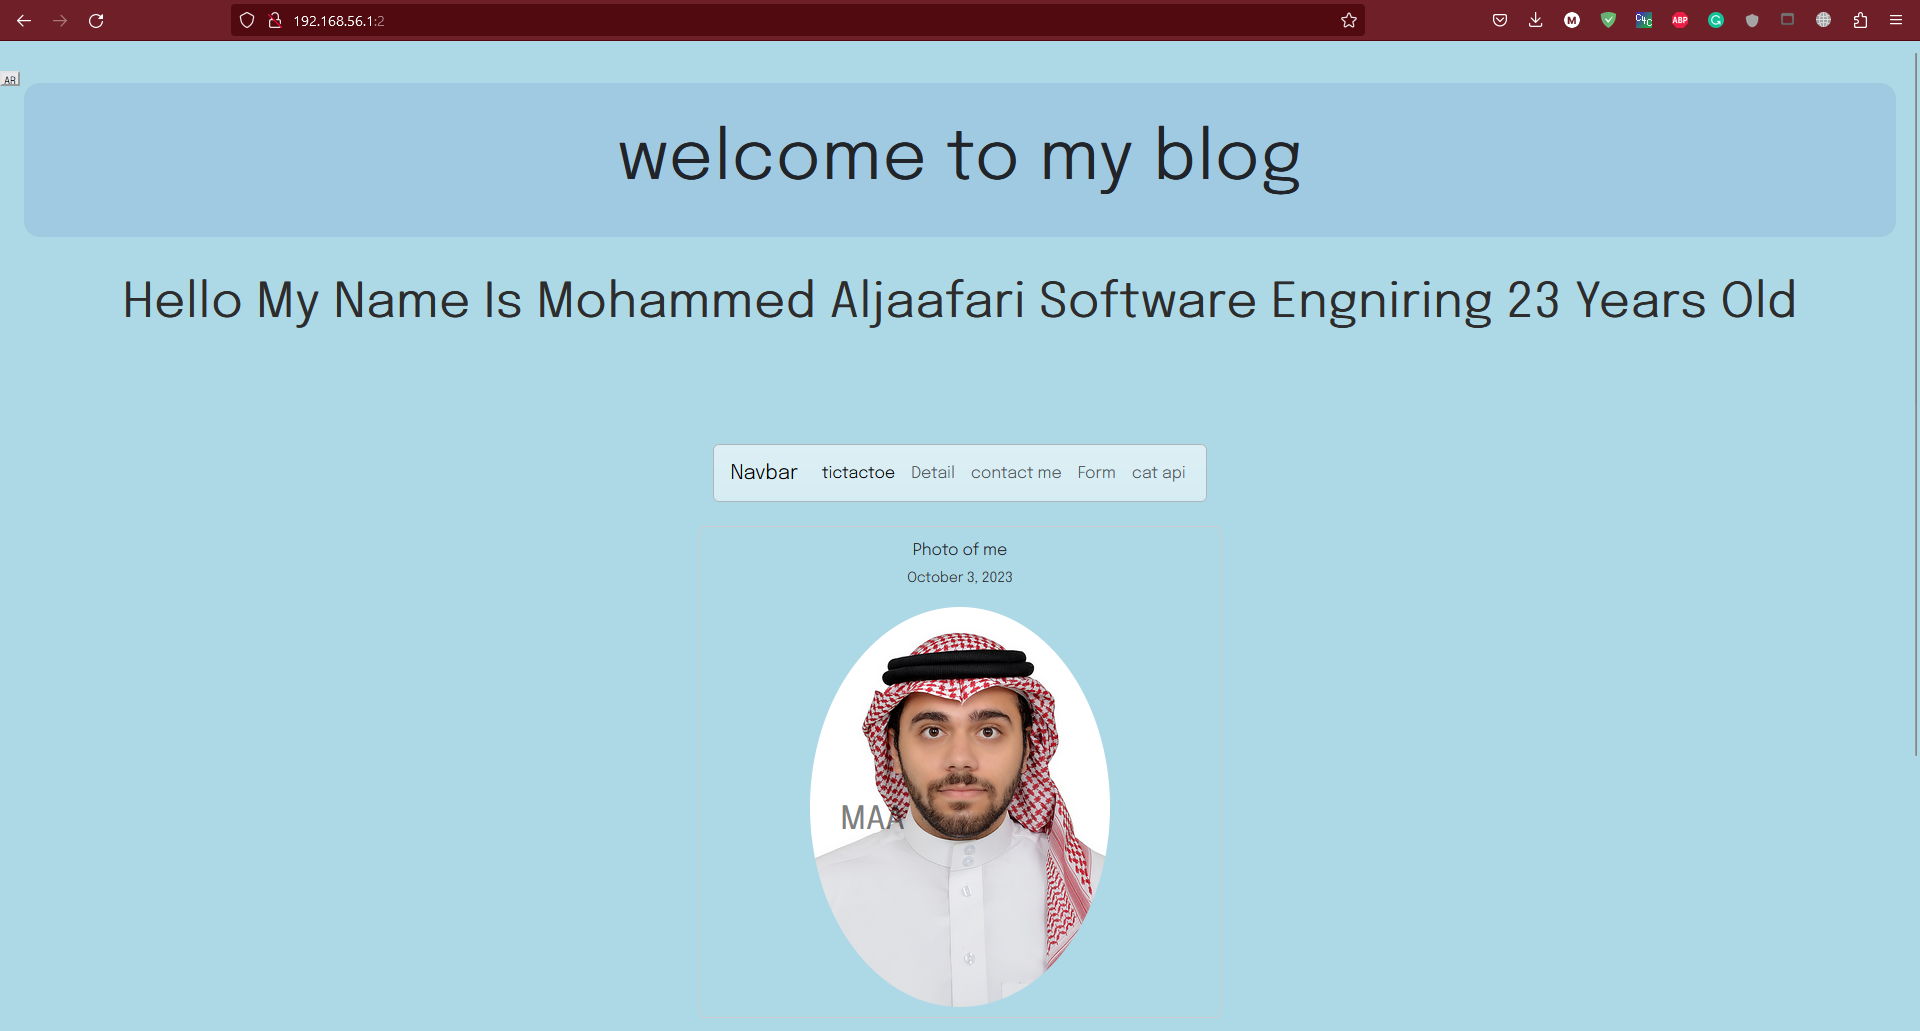 192.168.56.1:2
M
C4C
ABP
G
AR
welcome to my blog
Hello My Name Is Mohammed Aljaafari Software Engniring 23 Years Old
Navbar tictactoe Detail contact me Form cat api
Photo of me
October 3, 2023
MAA